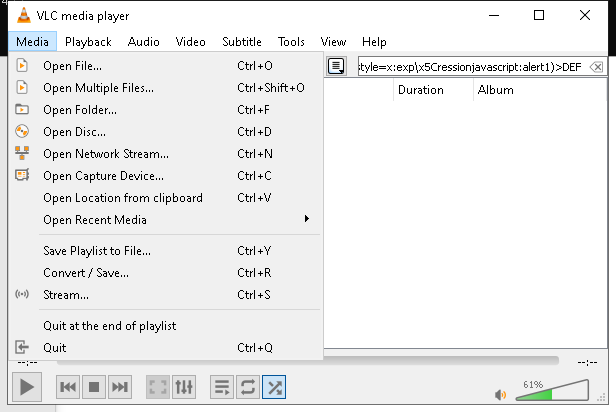 VLC media player
Media Playback Audio Video Subtitle Tools View Help
Open File... Ctrl+O
Open Multiple Files... Ctrl+Shift+O
Open Folder... Ctrl+F
Open Disc... Ctrl+D
Open Network Stream... Ctrl+N
Open Capture Device... Ctrl+C
Open Location from clipboard Ctrl+V
Open Recent Media
Save Playlist to File... Ctrl+Y
Convert / Save... Ctrl+R
Stream... Ctrl+S
Quit at the end of playlist
Quit Ctrl+Q
style=x:exp\x5Cressionjavascript:alert1)>DEF
Duration Album
--:-- --:--
61%